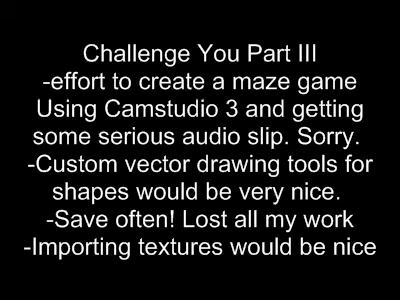 Challenge You Part III
-effort to create a maze game
Using Camstudio 3 and getting
some serious audio slip. Sorry.
-Custom vector drawing tools for
shapes would be very nice.
-Save often! Lost all my work
-Importing textures would be nice